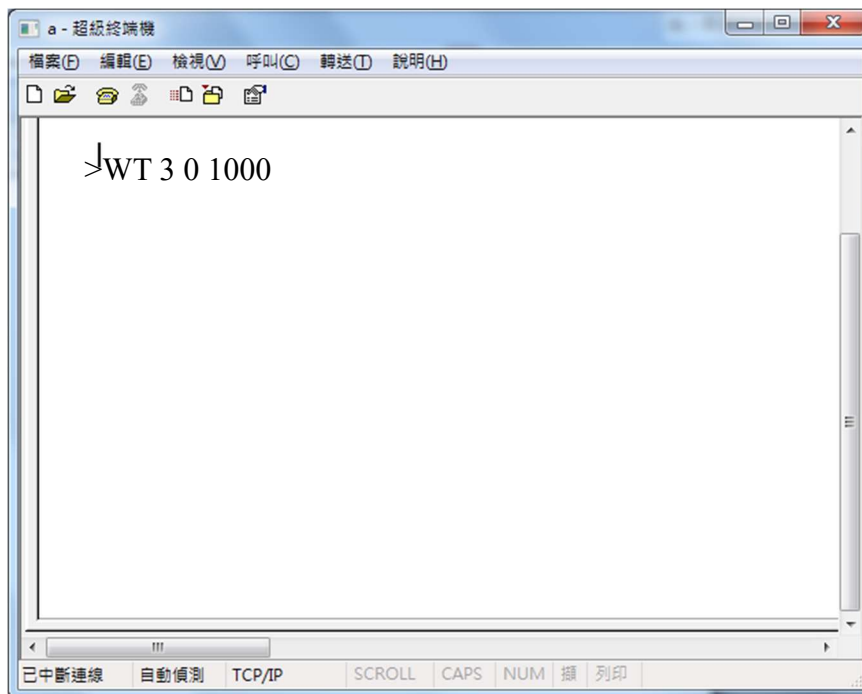 a - 超級終端機
檔案(F) 編輯(E) 檢視(V) 呼叫(C) 轉送(T) 說明(H)
>WT 3 0 1000
已中斷連線 自動偵測 TCP/IP SCROLL CAPS NUM 擷 列印